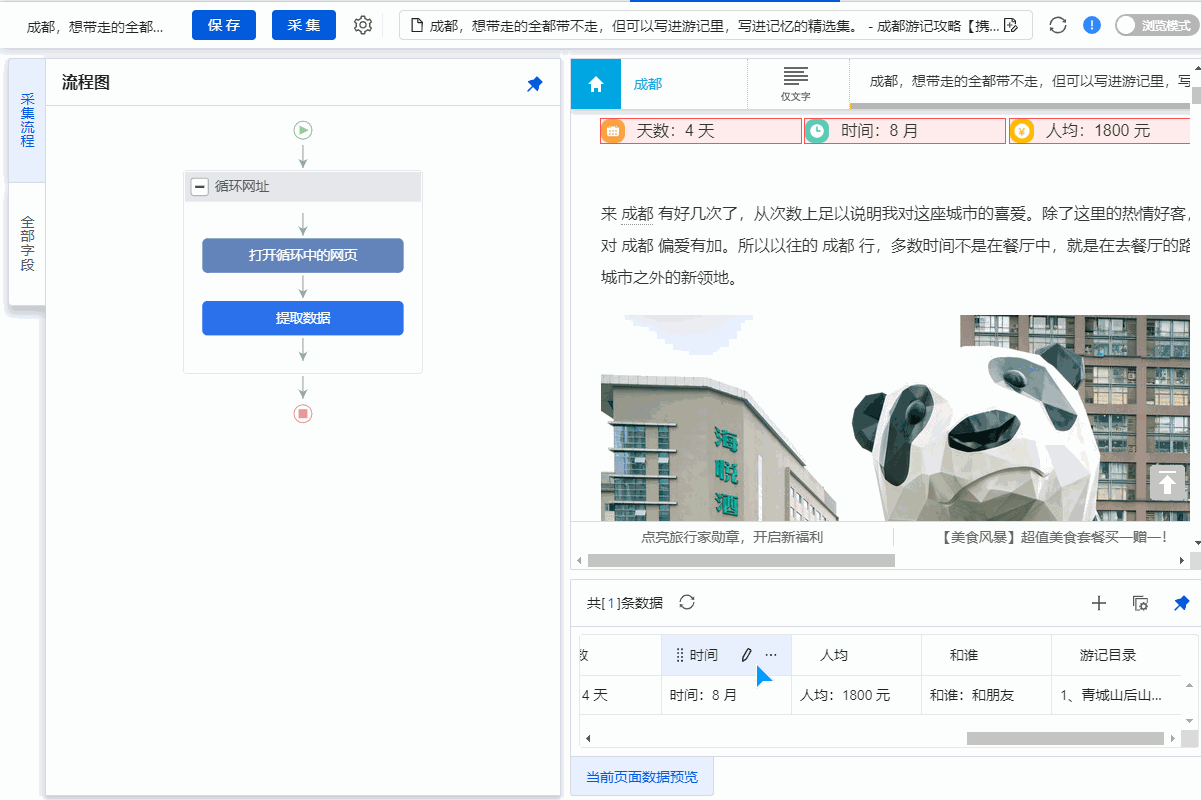 成都，想带走的全都...
保存
采集
成都，想带走的全都带不走，但可以写进游记里，写进记忆的精选集。 - 成都游记攻略【携...
浏览模式
采集流程
全部字段
流程图
循环网址
打开循环中的网页
提取数据
成都
仅文字
成都，想带走的全都带不走，但可以写进游记里，写
天数：4 天
时间：8 月
人均：1800 元
来 成都 有好几次了，从次数上足以说明我对这座城市的喜爱。除了这里的热情好客，
对 成都 偏爱有加。所以以往的 成都 行，多数时间不是在餐厅中，就是在去餐厅的路
城市之外的新领地。
海悦酒
点亮旅行家勋章，开启新福利
【美食风暴】超值美食套餐买一赠一！
共[1]条数据
数
时间
人均
和谁
游记目录
4 天
时间：8 月
人均：1800 元
和谁：和朋友
1、青城山后山...
当前页面数据预览